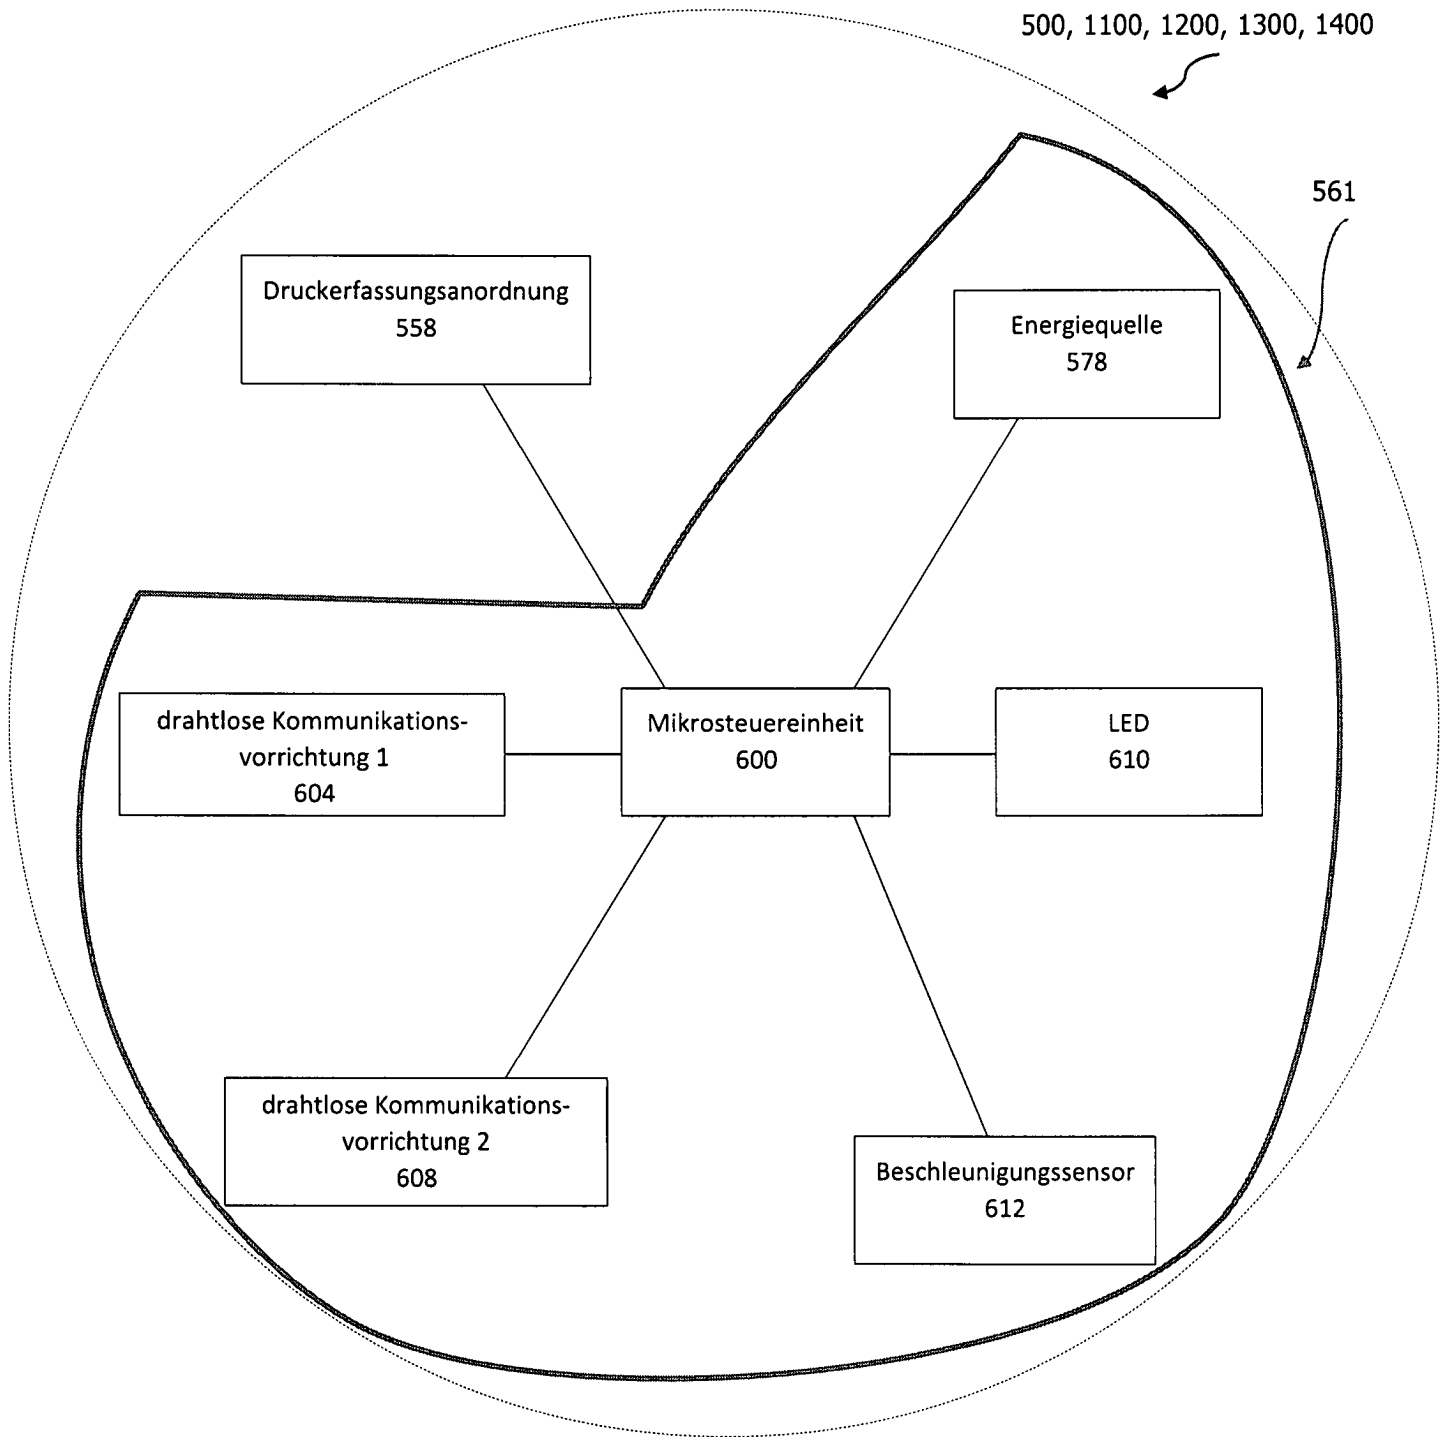 500, 1100, 1200, 1300, 1400
561
Druckerfassungsanordnung
558
Energiequelle
578
drahtlose Kommunikations-
vorrichtung 1
604
Mikrosteuereinheit
600
LED
610
drahtlose Kommunikations-
vorrichtung 2
608
Beschleunigungssensor
612